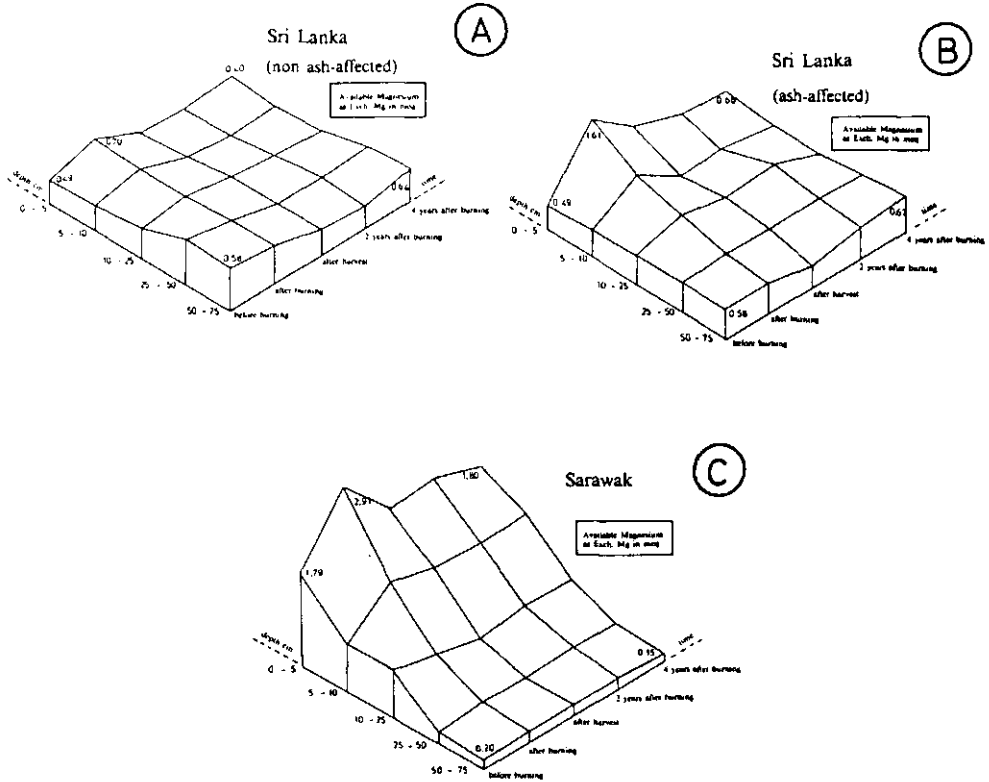 A
Sri Lanka
(non ash-affected)
Available Magnesium
as Exch. Mg in meq
0.40
0.70
0.49
0.56
0.64
depth cm
0 - 5
5 - 10
10 - 25
25 - 50
50 - 75
time
4 years after burning
2 years after burning
after harvest
after burning
before burning
B
Sri Lanka
(ash-affected)
Available Magnesium
as Exch. Mg in meq
0.68
1.61
0.49
0.58
depth cm
0 - 5
5 - 10
10 - 25
25 - 50
50 - 75
time
4 years after burning
2 years after burning
after harvest
after burning
before burning
C
Sarawak
Available Magnesium
as Exch. Mg in meq
1.80
2.91
1.79
0.20
0.15
depth cm
0 - 5
5 - 10
10 - 25
25 - 50
50 - 75
time
4 years after burning
2 years after burning
after harvest
after burning
before burning